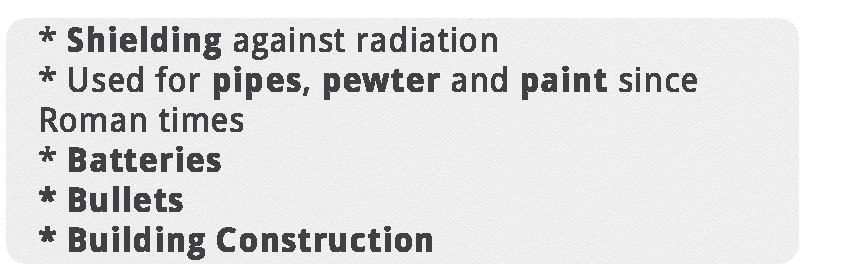 * Shielding against radiation
* Used for pipes, pewter and paint since
Roman times
* Batteries
* Bullets
* Building Construction